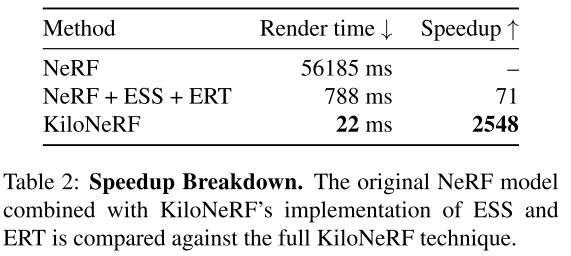 Method Render time ↓ Speedup ↑
NeRF 56185 ms –
NeRF + ESS + ERT 788 ms 71
KiloNeRF 22 ms 2548
Table 2: Speedup Breakdown. The original NeRF model
combined with KiloNeRF’s implementation of ESS and
ERT is compared against the full KiloNeRF technique.